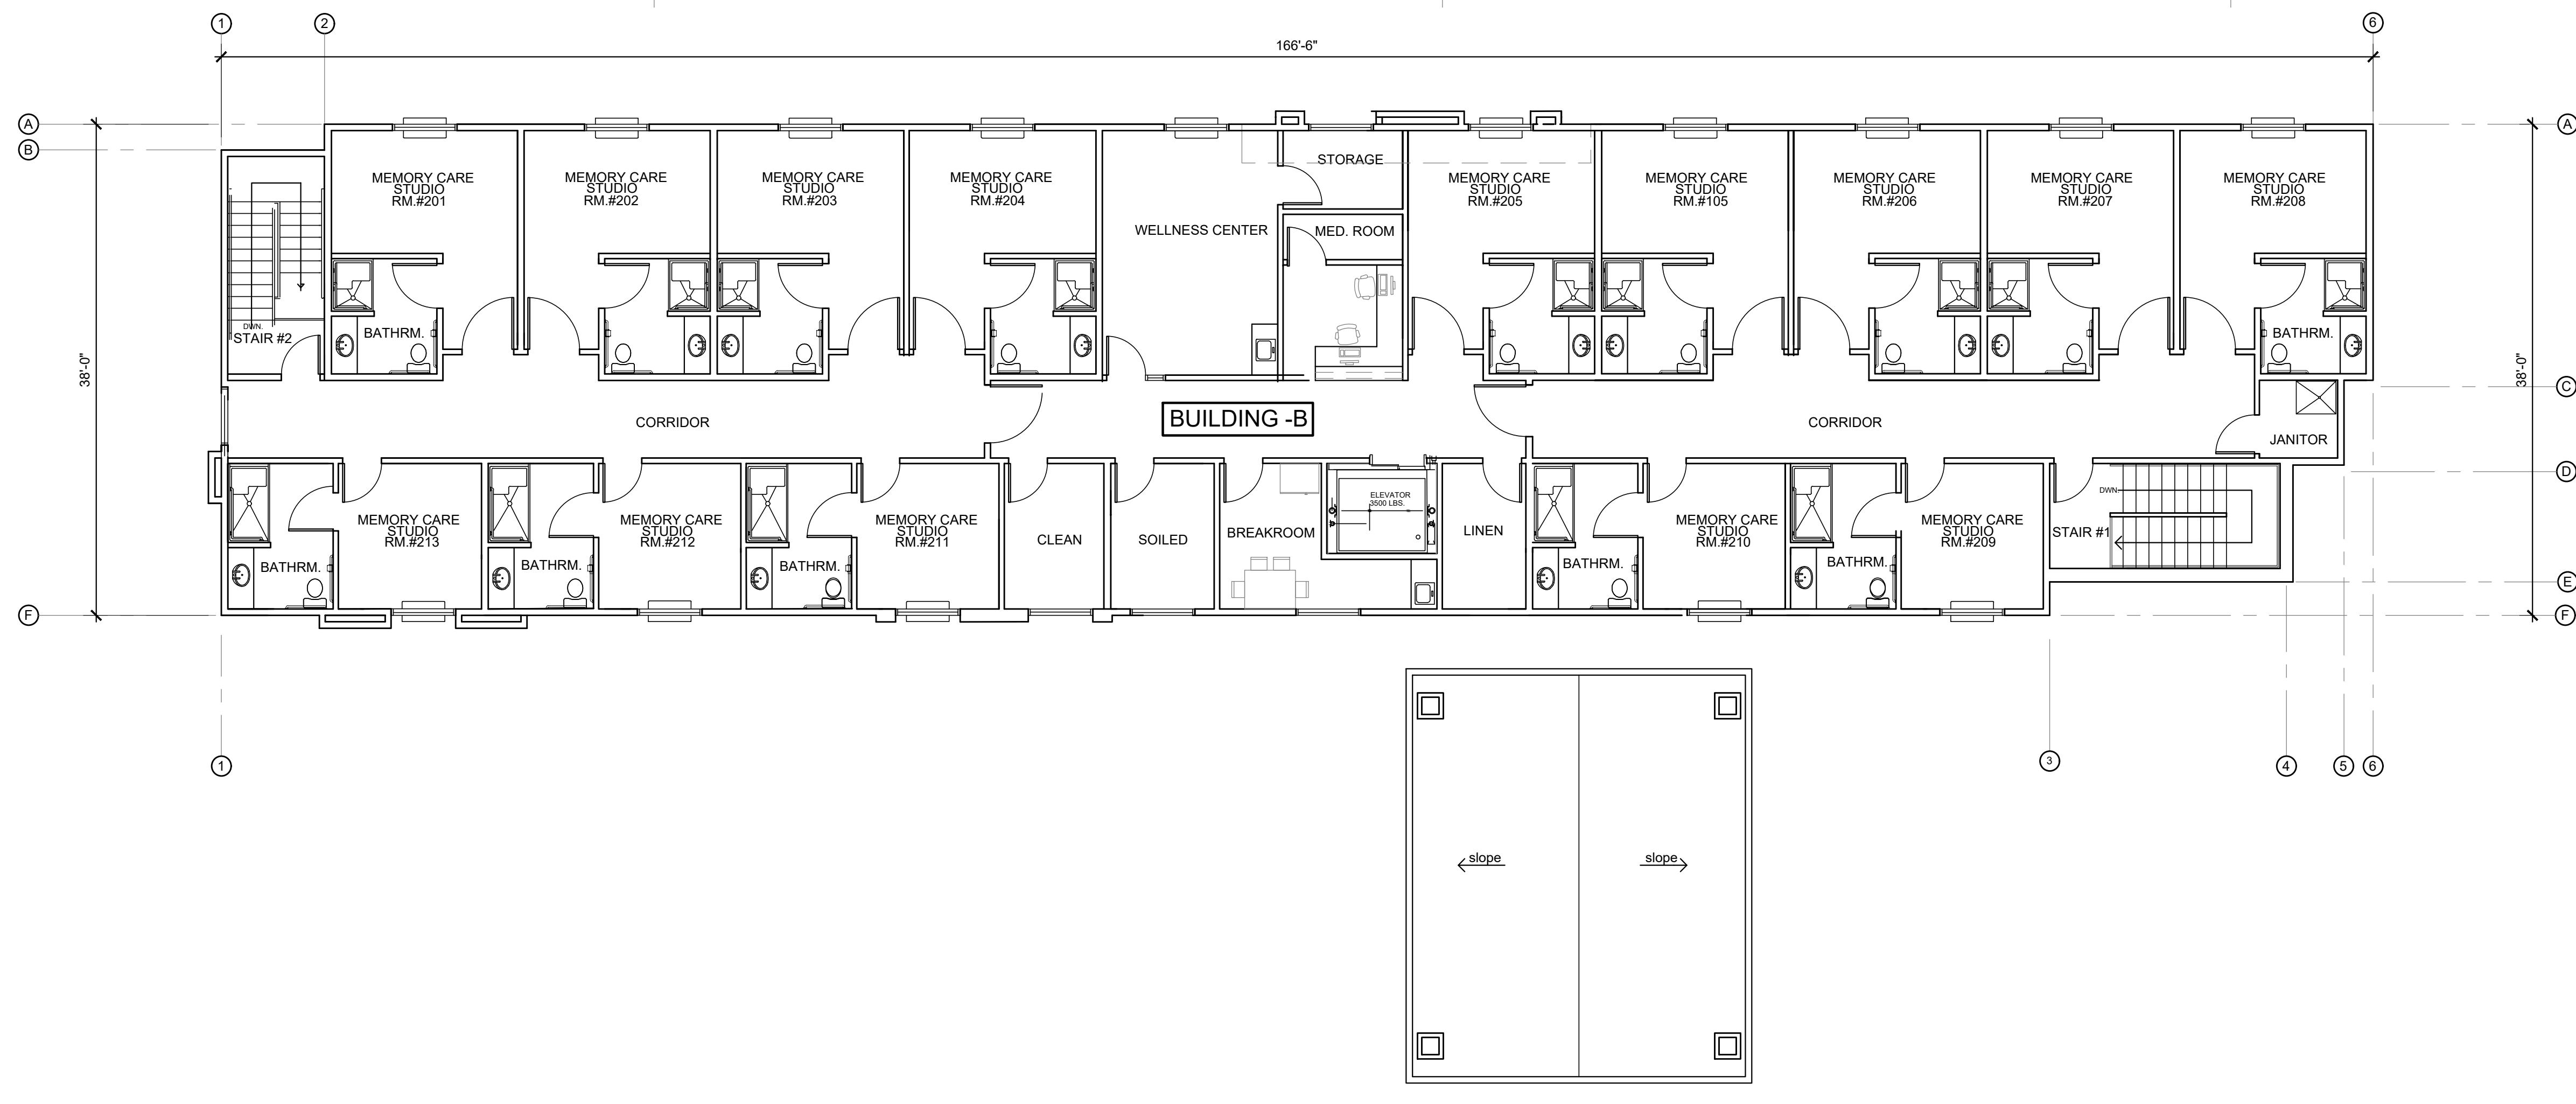 1
2
6
166'-6"
A
A
B
38'-0"
38'-0"
MEMORY CARE
STUDIO
RM.#201
MEMORY CARE
STUDIO
RM.#202
MEMORY CARE
STUDIO
RM.#203
MEMORY CARE
STUDIO
RM.#204
WELLNESS CENTER
STORAGE
MED. ROOM
MEMORY CARE
STUDIO
RM.#205
MEMORY CARE
STUDIO
RM.#105
MEMORY CARE
STUDIO
RM.#206
MEMORY CARE
STUDIO
RM.#207
MEMORY CARE
STUDIO
RM.#208
DWN.
STAIR #2
BATHRM.
BATHRM.
C
CORRIDOR
BUILDING -B
CORRIDOR
JANITOR
D
BATHRM.
MEMORY CARE
STUDIO
RM.#213
BATHRM.
MEMORY CARE
STUDIO
RM.#212
BATHRM.
MEMORY CARE
STUDIO
RM.#211
CLEAN
SOILED
BREAKROOM
ELEVATOR
3500 LBS.
LINEN
BATHRM.
MEMORY CARE
STUDIO
RM.#210
BATHRM.
MEMORY CARE
STUDIO
RM.#209
DWN
STAIR #1
E
F
F
1
3
4
5
6
slope
slope